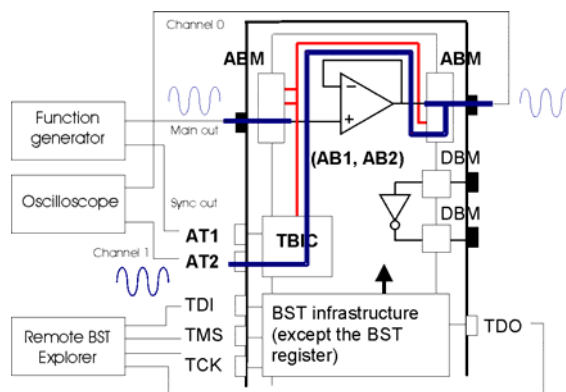 Channel 0
ABM
ABM
Function
generator
Main out
−
+
(AB1, AB2)
DBM
Oscilloscope
Sync out
DBM
AT1
TBIC
Channel 1
AT2
TDI
BST infrastructure
(except the BST
register)
Remote BST
Explorer
TMS
TCK
TDO